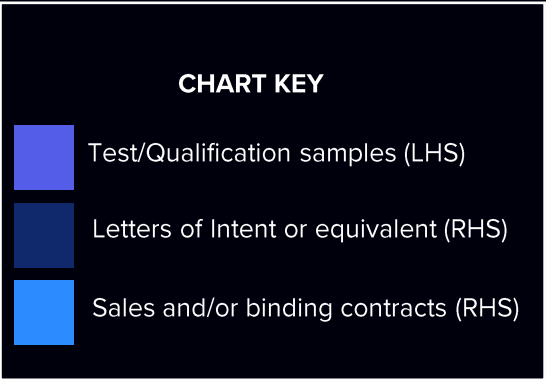 CHART KEY
Test/Qualification samples (LHS)
Letters of Intent or equivalent (RHS)
Sales and/or binding contracts (RHS)